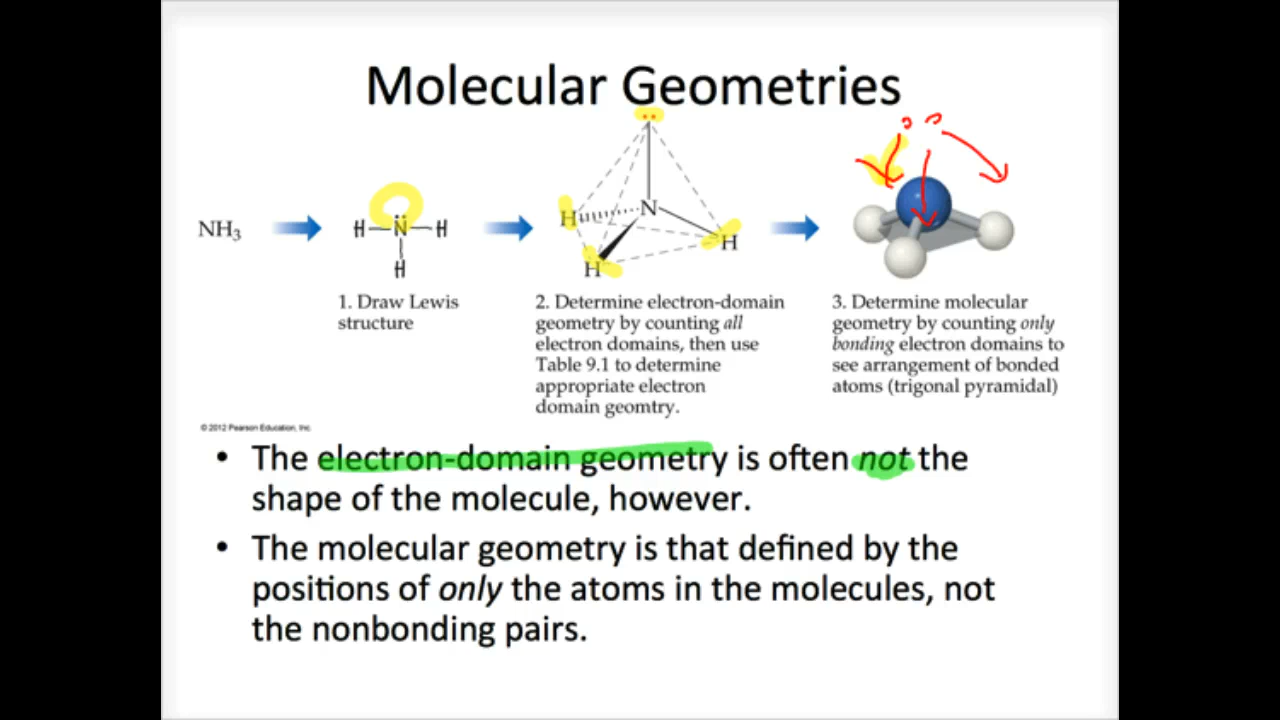 Molecular Geometries
NH₃
H—N̈—H
H
N
H
H
H
1. Draw Lewis
structure
2. Determine electron-domain
geometry by counting all
electron domains, then use
Table 9.1 to determine
appropriate electron
domain geomtry.
3. Determine molecular
geometry by counting only
bonding electron domains to
see arrangement of bonded
atoms (trigonal pyramidal)
© 2012 Pearson Education, Inc.
• The electron-domain geometry is often not the
shape of the molecule, however.
• The molecular geometry is that defined by the
positions of only the atoms in the molecules, not
the nonbonding pairs.